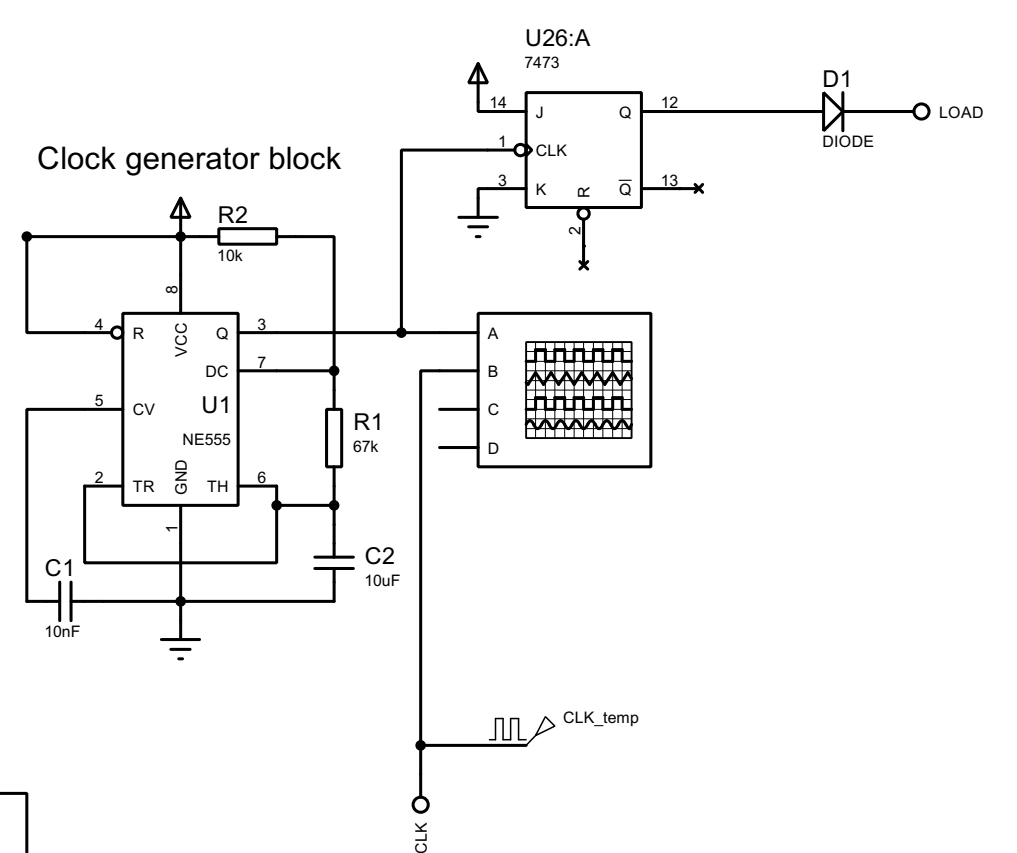 U26:A
7473
14
J
Q
12
D1
DIODE
LOAD
1
CLK
3
K
R
Q
13
2
Clock generator block
R2
10k
8
4
R
VCC
Q
3
DC
7
5
CV
U1
NE555
R1
67k
2
TR
GND
TH
6
1
C1
10nF
C2
10uF
A
B
C
D
CLK_temp
CLK